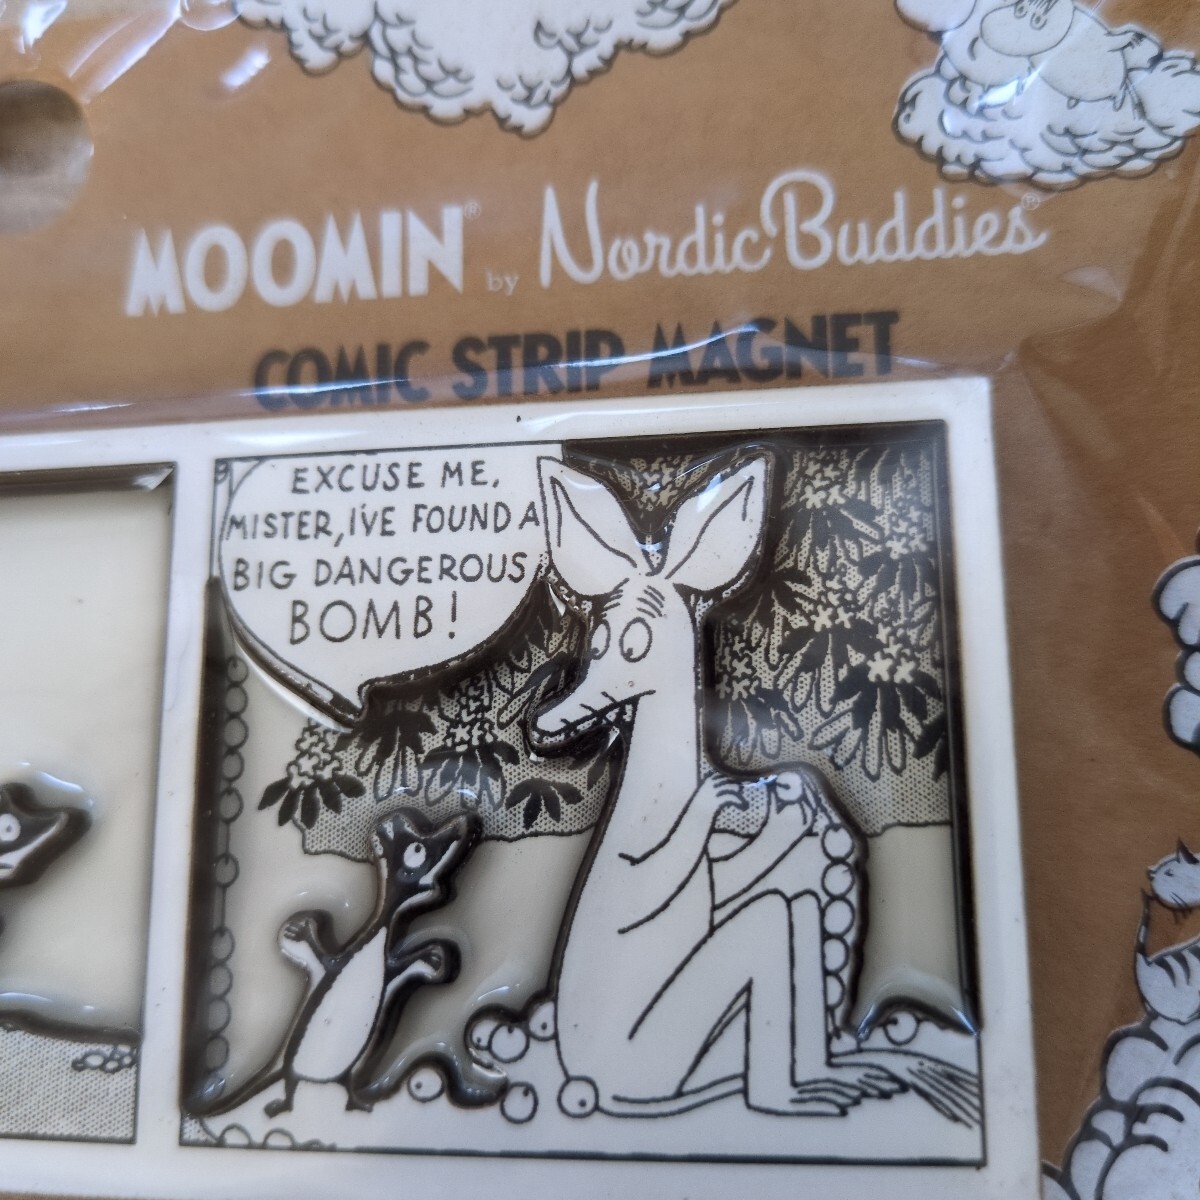 MOOMIN® by Nordic Buddies®
COMIC STRIP MAGNET
EXCUSE ME,
MISTER, I'VE FOUND A
BIG DANGEROUS
BOMB!